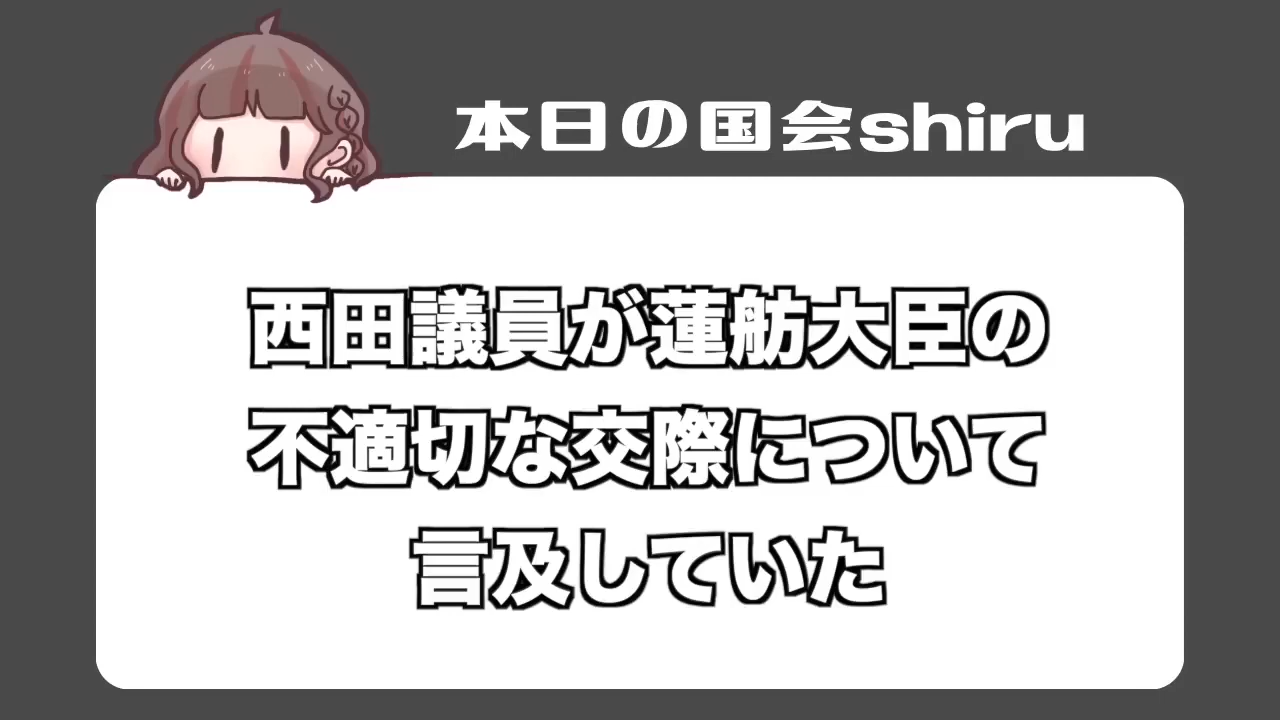 本日の国会shiru
西田議員が蓮舫大臣の
不適切な交際について
言及していた